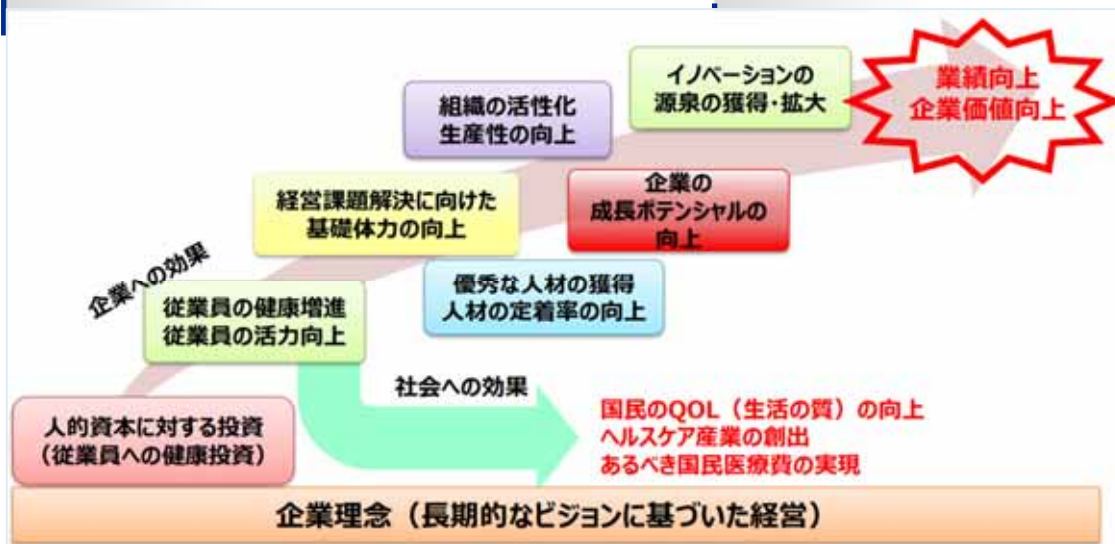 イノベーションの
源泉の獲得・拡大
業績向上
企業価値向上
組織の活性化
生産性の向上
企業の
成長ポテンシャルの
向上
経営課題解決に向けた
基礎体力の向上
優秀な人材の獲得
人材の定着率の向上
企業への効果
従業員の健康増進
従業員の活力向上
社会への効果
人的資本に対する投資
（従業員への健康投資）
国民のQOL（生活の質）の向上
ヘルスケア産業の創出
あるべき国民医療費の実現
企業理念（長期的なビジョンに基づいた経営）